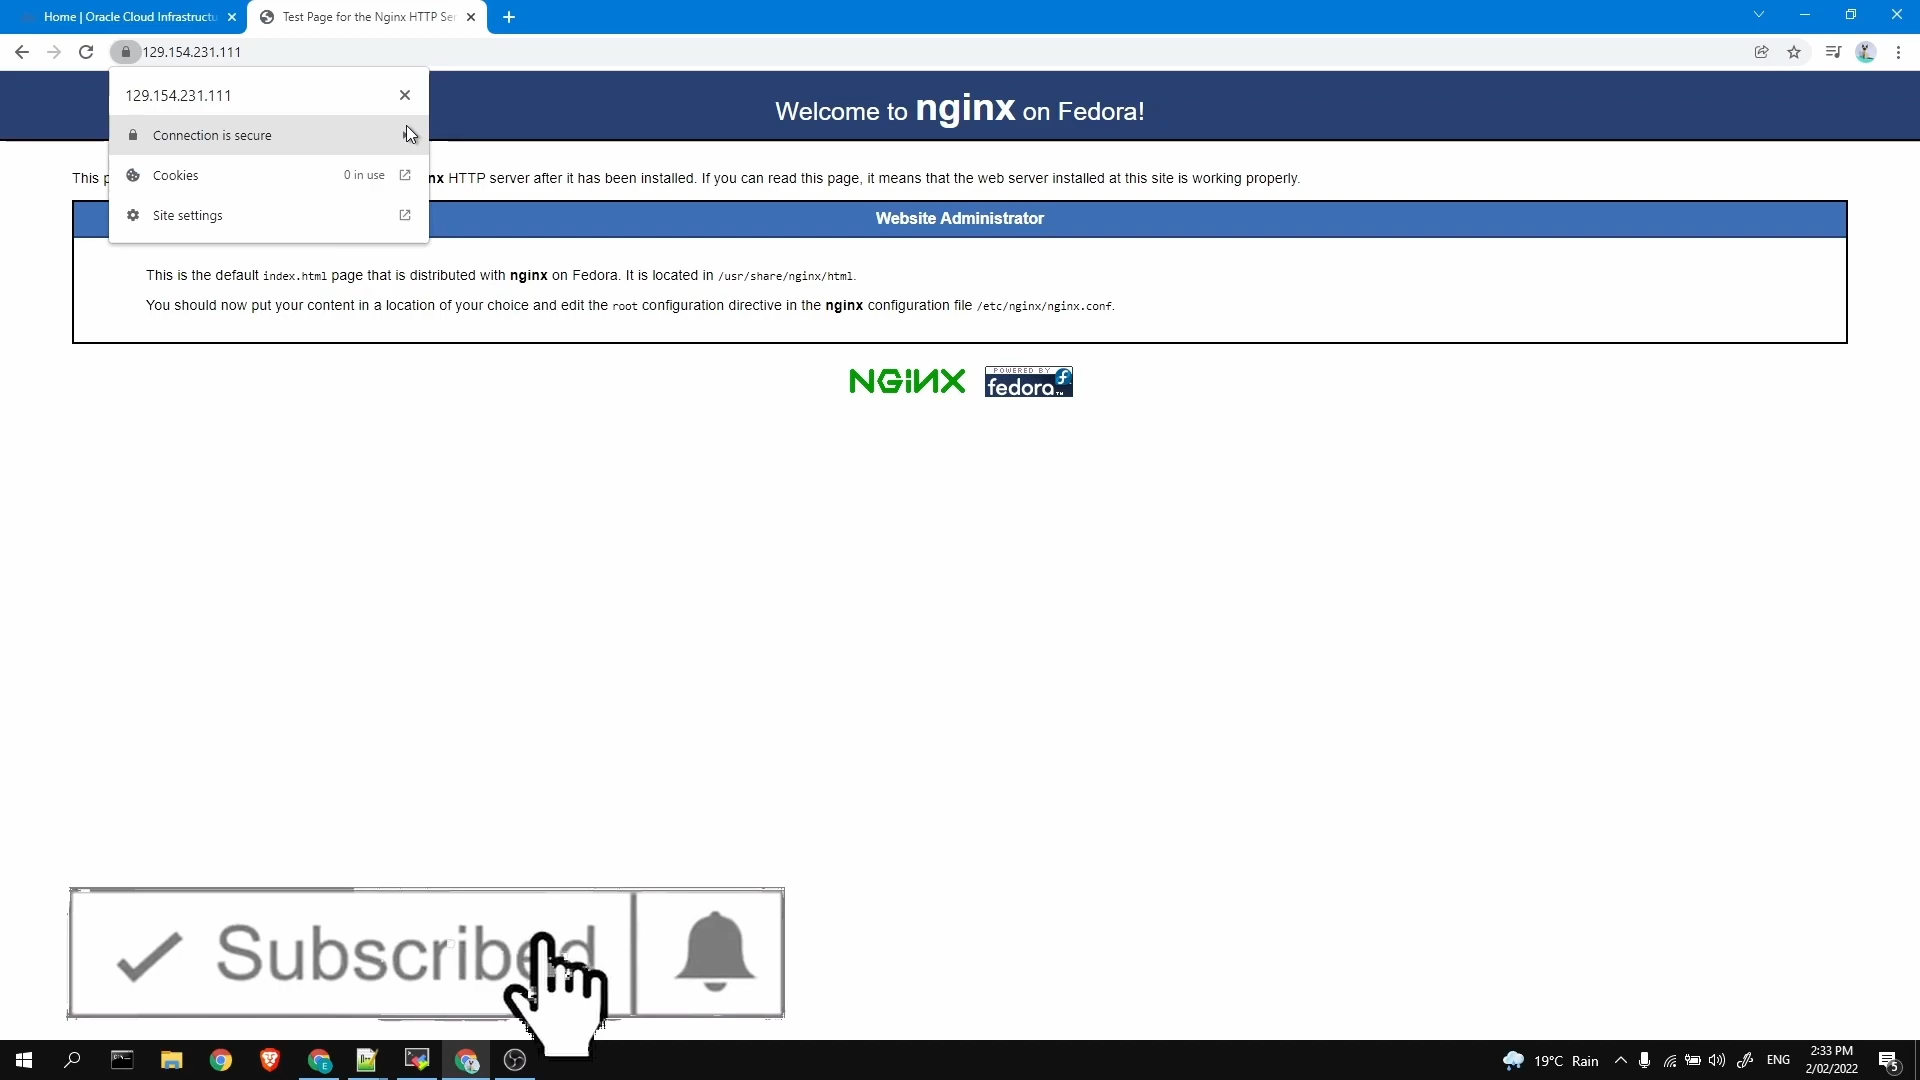 Home | Oracle Cloud Infrastructu
Test Page for the Nginx HTTP Ser
129.154.231.111
129.154.231.111
Connection is secure
Cookies
0 in use
Site settings
Welcome to nginx on Fedora!
This p
nx HTTP server after it has been installed. If you can read this page, it means that the web server installed at this site is working properly.
Website Administrator
This is the default index.html page that is distributed with nginx on Fedora. It is located in /usr/share/nginx/html.
You should now put your content in a location of your choice and edit the root configuration directive in the nginx configuration file /etc/nginx/nginx.conf.
NGINX
POWERED BY
fedora™
Subscribed
19°C Rain
ENG
2:33 PM
2/02/2022
5